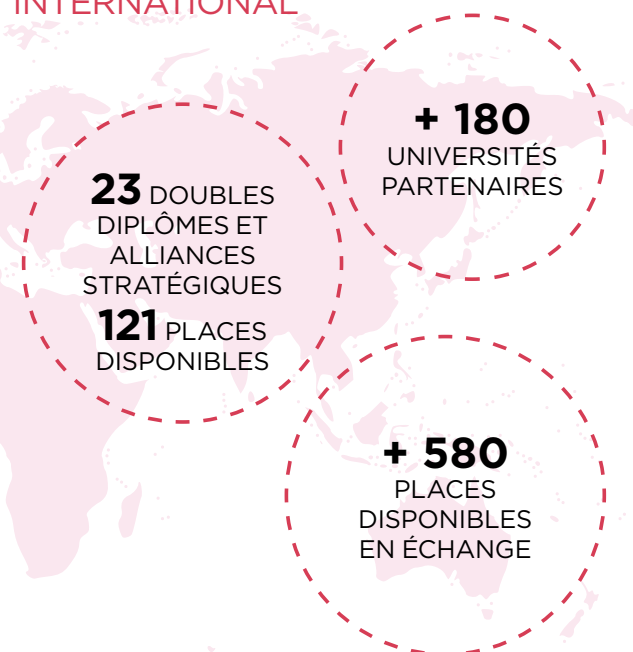 INTERNATIONAL
+ 180
UNIVERSITÉS
PARTENAIRES
23 DOUBLES
DIPLÔMES ET
ALLIANCES
STRATÉGIQUES
121 PLACES
DISPONIBLES
+ 580
PLACES
DISPONIBLES
EN ÉCHANGE